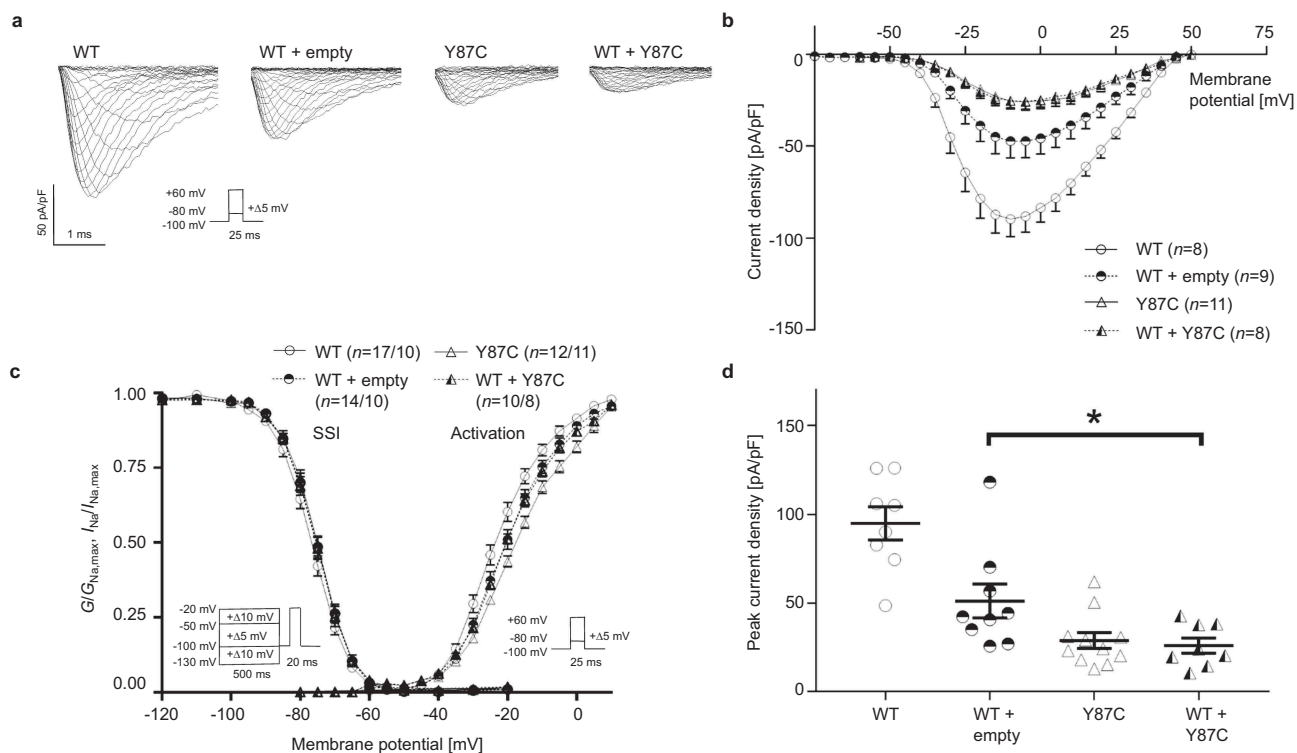 a
WT
WT + empty
Y87C
WT + Y87C
50 pA/pF
1 ms
+60 mV
-80 mV
-100 mV
+Δ5 mV
25 ms
b
-50
-25
0
25
50
75
0
-50
-100
-150
Current density [pA/pF]
Membrane
potential [mV]
WT (n=8)
WT + empty (n=9)
Y87C (n=11)
WT + Y87C (n=8)
c
WT (n=17/10)
Y87C (n=12/11)
WT + empty
(n=14/10)
WT + Y87C
(n=10/8)
SSI
Activation
1.00
0.75
0.50
0.25
0.00
G/GNa,max, INa/INa,max
-20 mV
-50 mV
-100 mV
-130 mV
+Δ10 mV
+Δ5 mV
+Δ10 mV
20 ms
500 ms
+60 mV
-80 mV
-100 mV
+Δ5 mV
25 ms
-120
-100
-80
-60
-40
-20
0
Membrane potential [mV]
d
Peak current density [pA/pF]
150
100
50
0
*
WT
WT +
empty
Y87C
WT +
Y87C